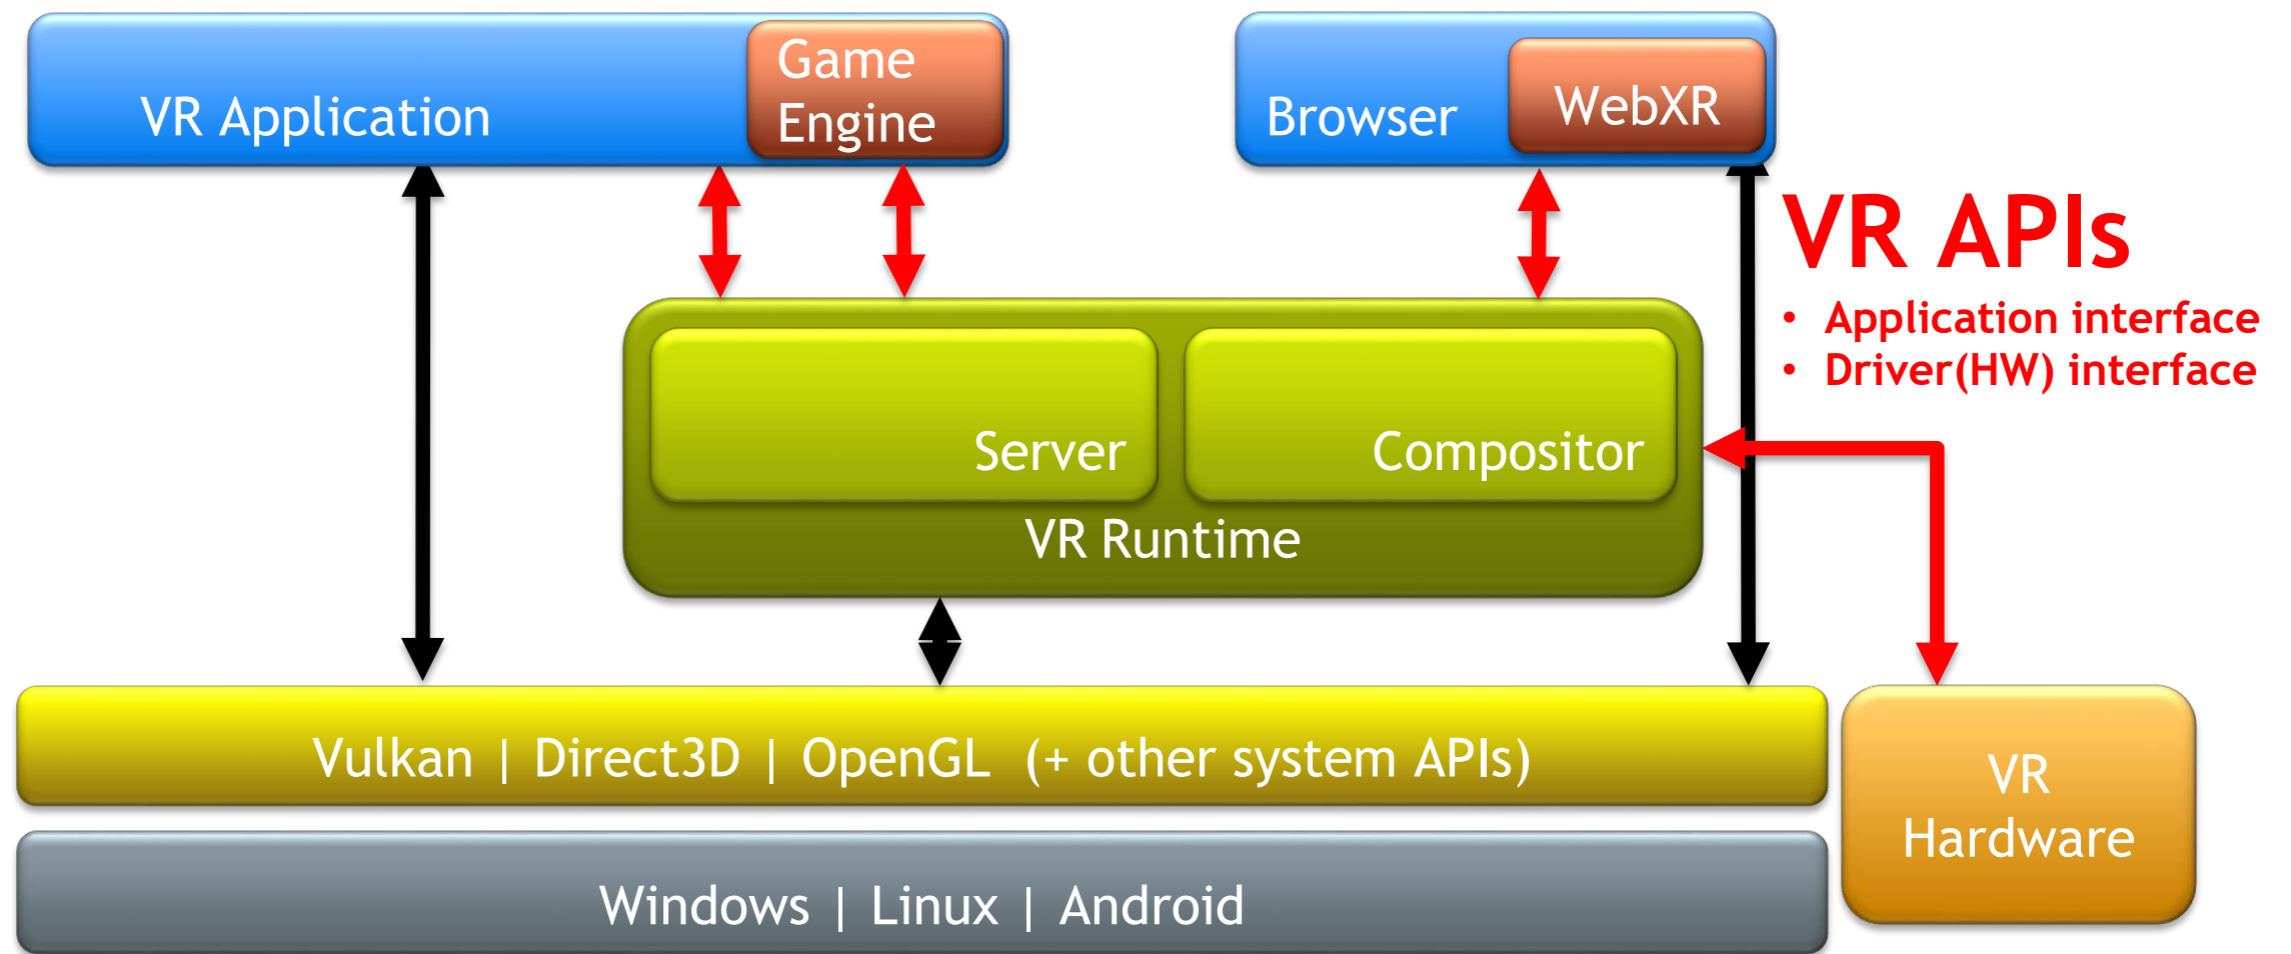 VR Application
Game
Engine
Browser
WebXR
VR APIs
• Application interface
• Driver(HW) interface
Server
Compositor
VR Runtime
Vulkan | Direct3D | OpenGL (+ other system APIs)
VR
Hardware
Windows | Linux | Android